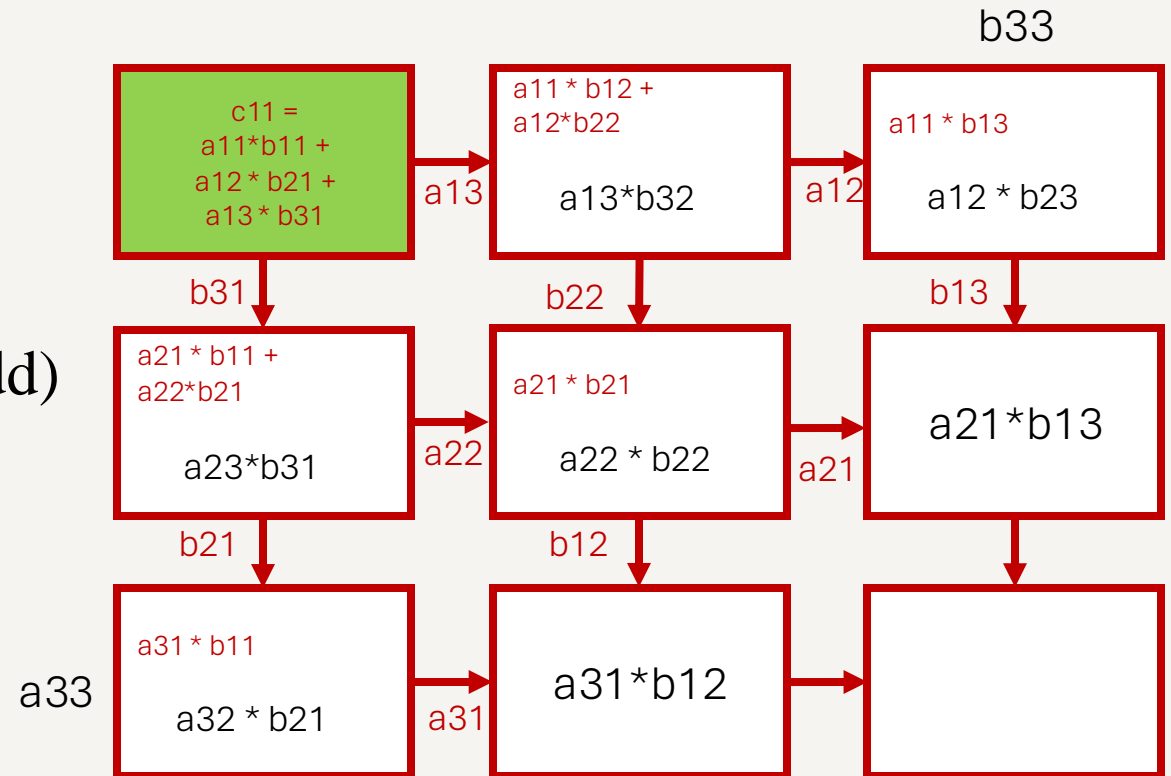 b33
c11 =
a11*b11 +
a12 * b21 +
a13 * b31
a13
a11 * b12 +
a12*b22
a13*b32
a12
a11 * b13
a12 * b23
b31
b22
b13
dd)
a21 * b11 +
a22*b21
a23*b31
a22
a21 * b21
a22 * b22
a21
a21*b13
b21
b12
a33
a31 * b11
a32 * b21
a31
a31*b12